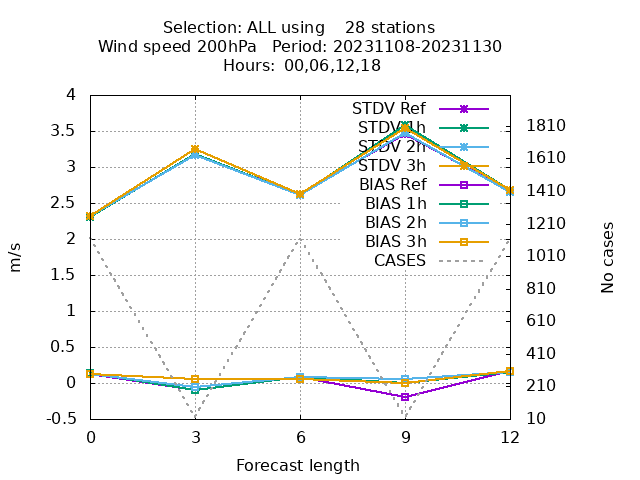 Selection: ALL using 28 stations
Wind speed 200hPa Period: 20231108-20231130
Hours: 00,06,12,18
4
3.5
3
2.5
2
1.5
1
0.5
0
-0.5
m/s
STDV Ref
STDV 1h
STDV 2h
STDV 3h
BIAS Ref
BIAS 1h
BIAS 2h
BIAS 3h
CASES
1810
1610
1410
1210
1010
810
610
410
210
10
No cases
0 3 6 9 12
Forecast length